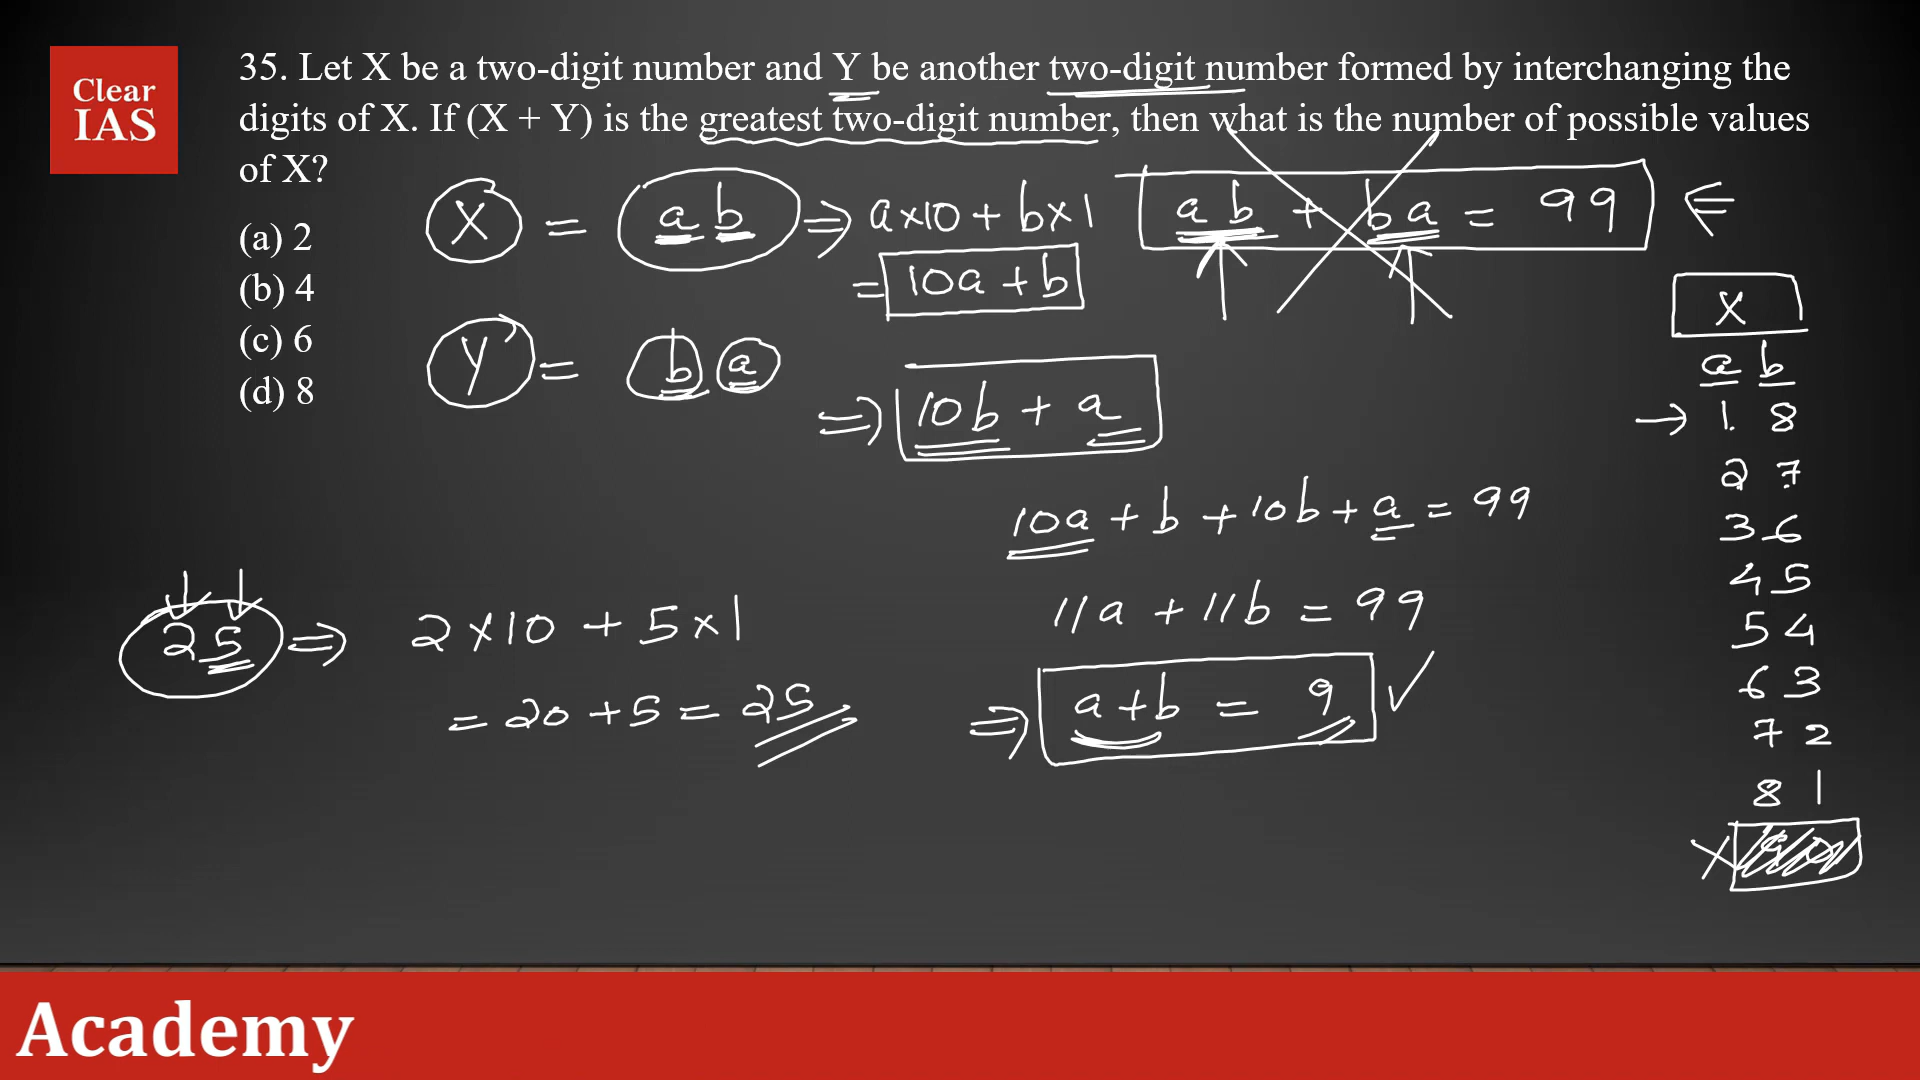 Clear
IAS
35. Let X be a two-digit number and Y be another two-digit number formed by interchanging the
digits of X. If (X + Y) is the greatest two-digit number, then what is the number of possible values
of X?
(a) 2
(b) 4
(c) 6
(d) 8
X = ab ⇒ a×10 + b×1
= 10a + b
ab + ba = 99 ⇐
Y = ba
⇒ 10b + a
10a + b + 10b + a = 99
11a + 11b = 99
⇒ a+b = 9 ✓
25 ⇒ 2×10 + 5×1
= 20 + 5 = 25
X
a b
→ 1 8
2 7
3 6
4 5
5 4
6 3
7 2
8 1
×
Academy